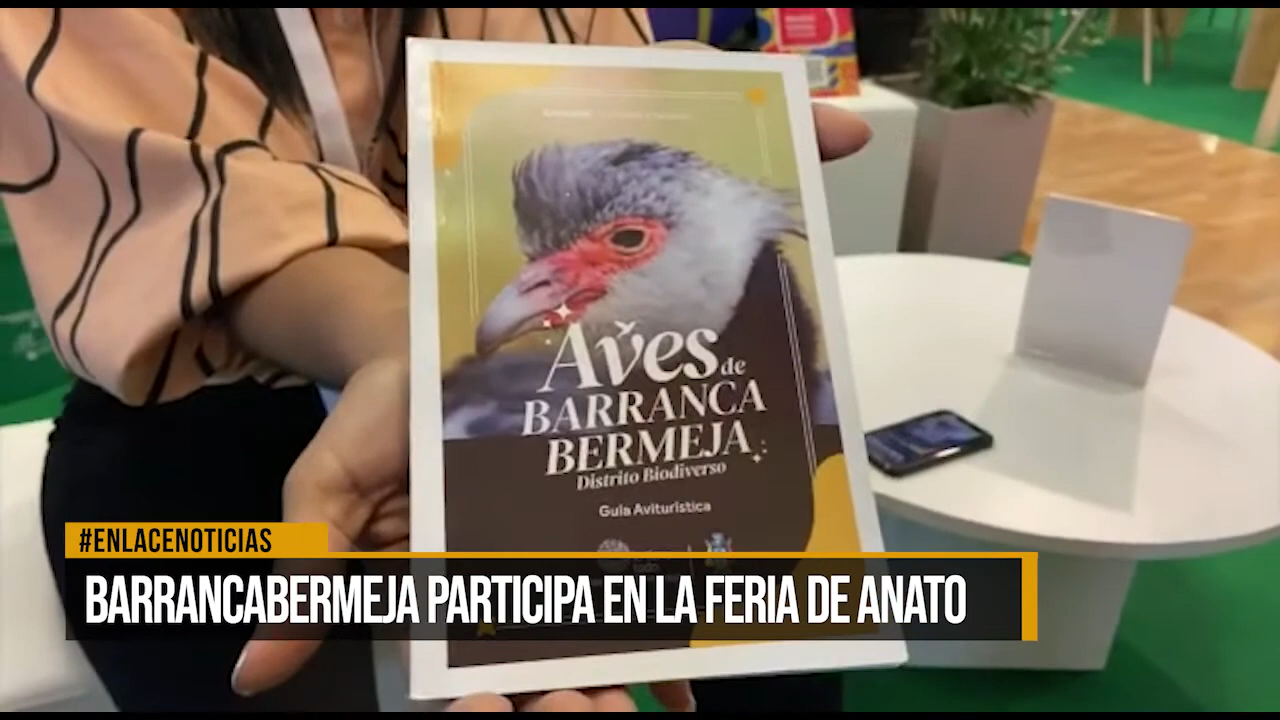 Aves de
BARRANCA
BERMEJA
Distrito Biodiverso
Guía Aviturística
#ENLACENOTICIAS
BARRANCABERMEJA PARTICIPA EN LA FERIA DE ANATO